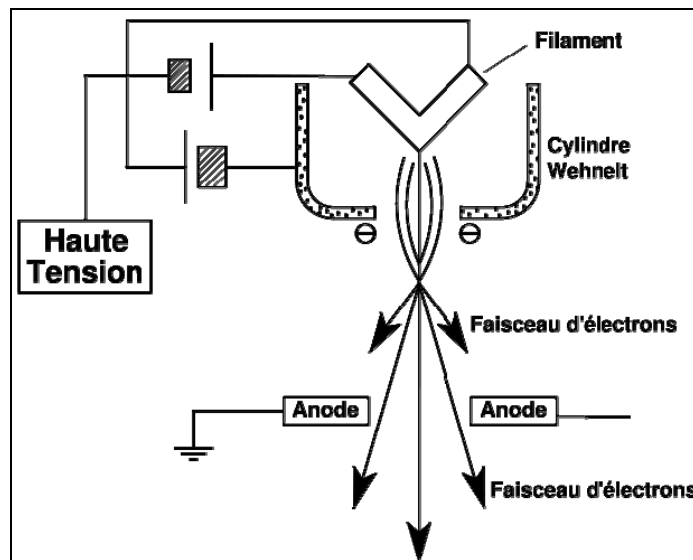 Filament
Cylindre
Wehnelt
Haute
Tension
Faisceau d'électrons
Anode
Anode
Faisceau d'électrons